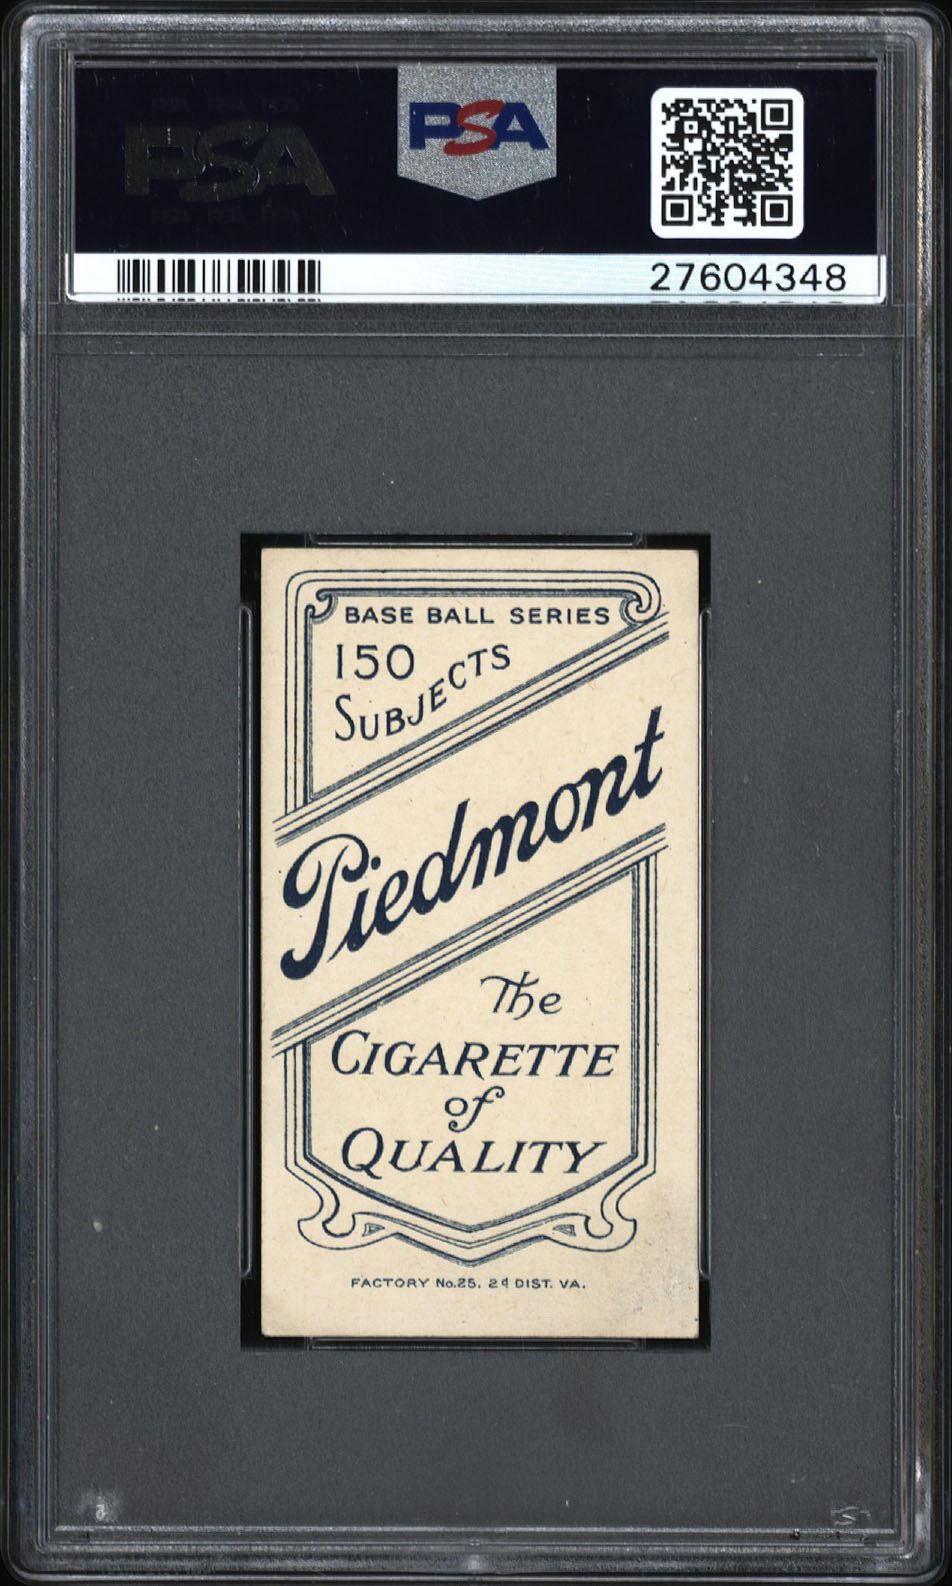 PSA
PSA
27604348
BASE BALL SERIES
150
SUBJECTS
Piedmont
The
CIGARETTE
of
QUALITY
FACTORY No.25. 2d DIST. VA.